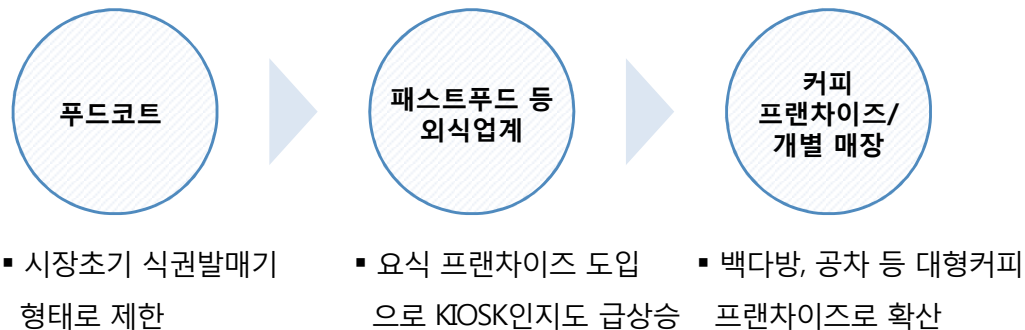 푸드코트
패스트푸드 등
외식업계
커피
프랜차이즈/
개별 매장
▪ 시장초기 식권발매기
형태로 제한
▪ 요식 프랜차이즈 도입
으로 KIOSK인지도 급상승
▪ 백다방, 공차 등 대형커피
프랜차이즈로 확산